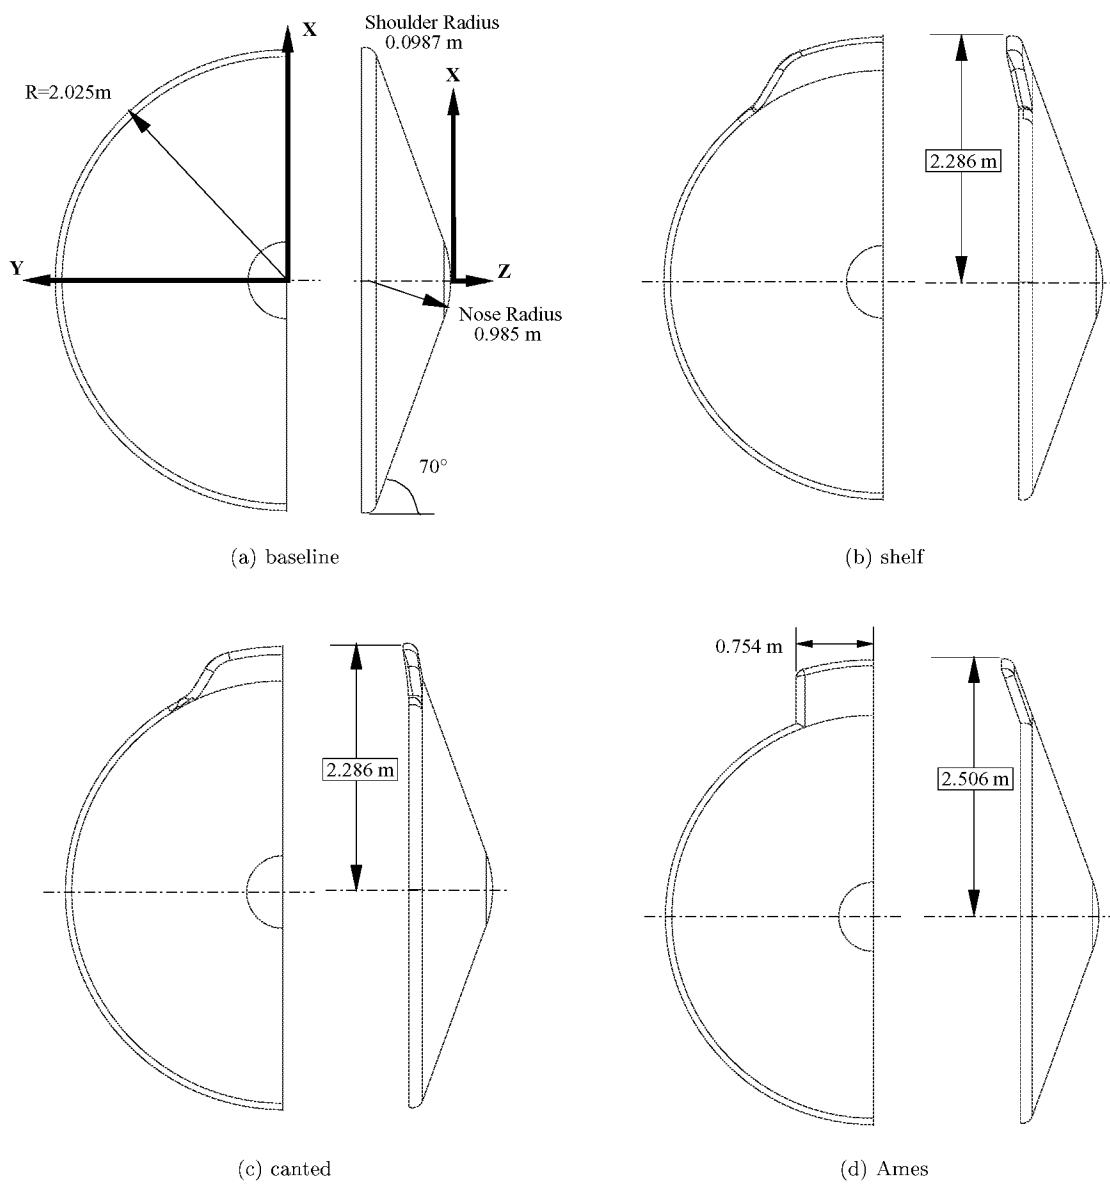 Shoulder Radius
0.0987 m
X
X
R=2.025m
Y
Z
Nose Radius
0.985 m
70°
(a) baseline
2.286 m
(b) shelf
2.286 m
(c) canted
0.754 m
2.506 m
(d) Ames